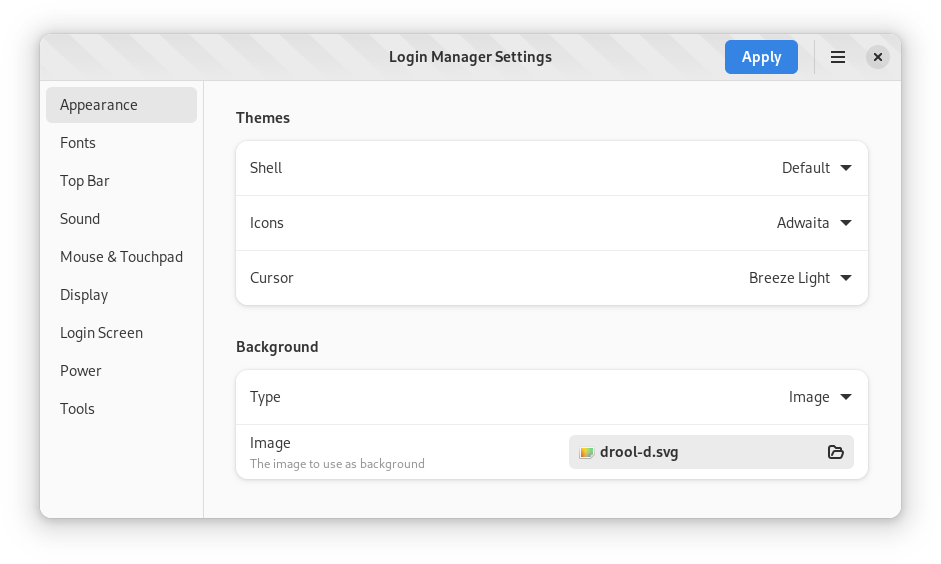 Login Manager Settings
Apply
Appearance
Fonts
Top Bar
Sound
Mouse & Touchpad
Display
Login Screen
Power
Tools
Themes
Shell
Default
Icons
Adwaita
Cursor
Breeze Light
Background
Type
Image
Image
The image to use as background
drool-d.svg